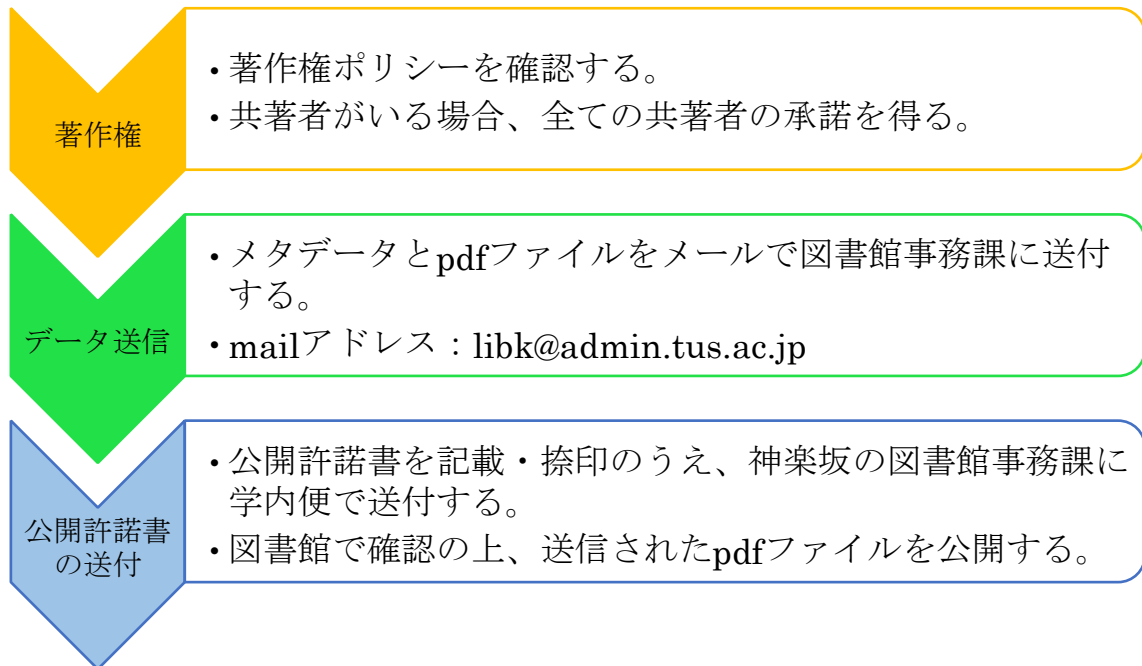 著作権
・著作権ポリシーを確認する。
・共著者がいる場合、全ての共著者の承諾を得る。
データ送信
・メタデータとpdfファイルをメールで図書館事務課に送付
する。
・mailアドレス：libk@admin.tus.ac.jp
公開許諾書
の送付
・公開許諾書を記載・捺印のうえ、神楽坂の図書館事務課に
学内便で送付する。
・図書館で確認の上、送信されたpdfファイルを公開する。